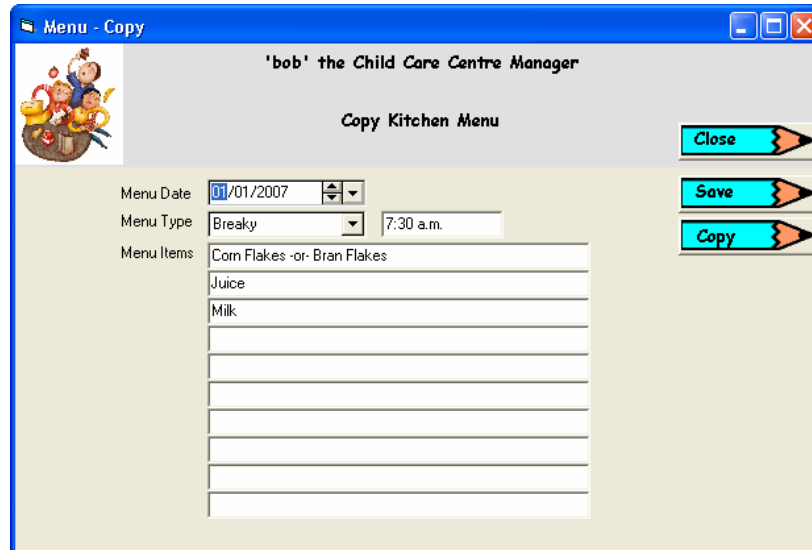 Menu - Copy
'bob' the Child Care Centre Manager
Copy Kitchen Menu
Close
Save
Copy
Menu Date 01/01/2007
Menu Type Breaky 7:30 a.m.
Menu Items Corn Flakes -or- Bran Flakes
Juice
Milk